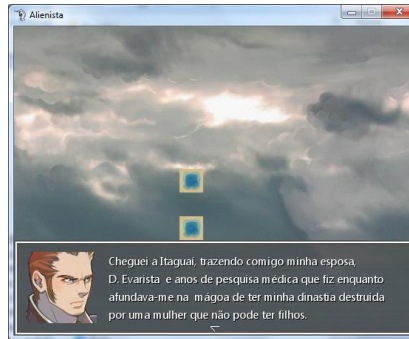 Alienista
Cheguei a Itaguai, trazendo comigo minha esposa,
D. Evarista e anos de pesquisa médica que fiz enquanto
afundava-me na mágoa de ter minha dinastia destruída
por uma mulher que não pode ter filhos.